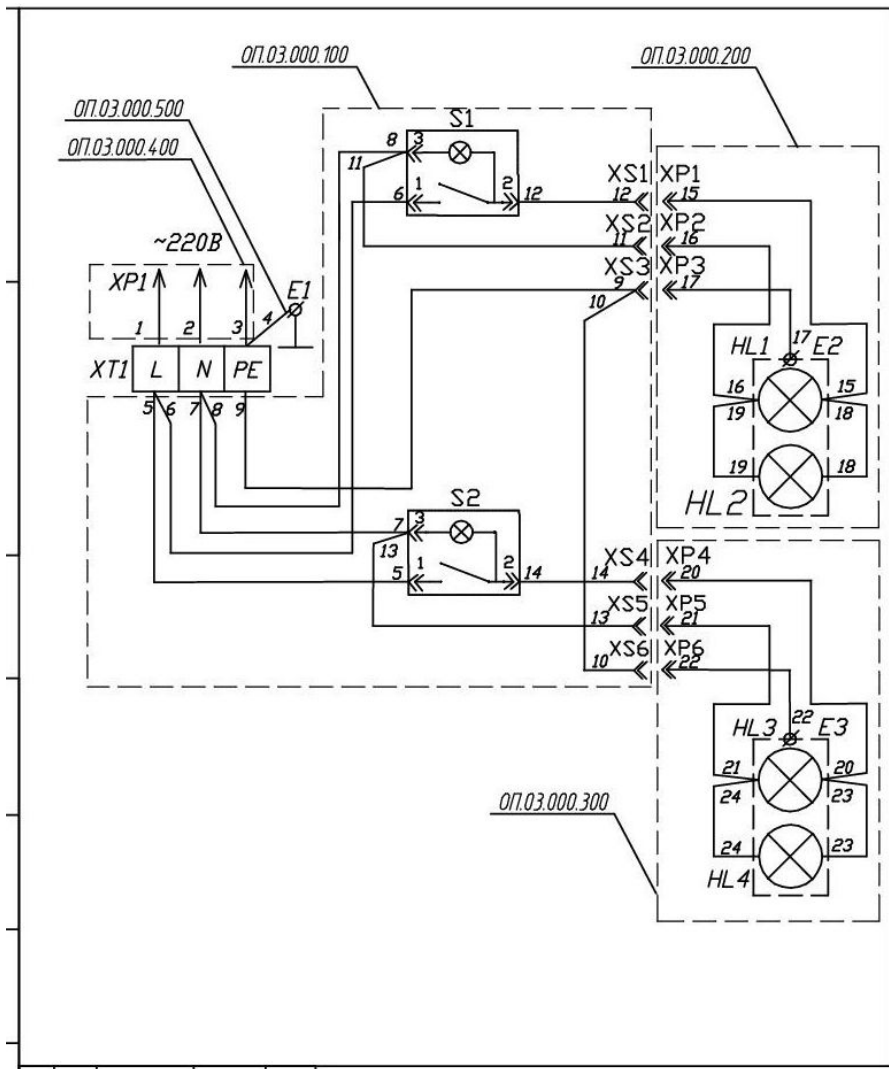 ОП.03.000.100
ОП.03.000.200
ОП.03.000.500
ОП.03.000.400
S1
8 3
11
6 1 2 12
XS1 XP1
12 15
XS2 XP2
11 16
XS3 XP3
9 17
10
~220В
XP1
E1
1 2 3 4
XT1 L N PE
5 6 7 8 9
17
HL1 E2
16 15
19 18
19 18
HL2
S2
7 3
13
5 1 2 14
XS4 XP4
14 20
XS5 XP5
13 21
XS6 XP6
10 22
22
HL3 E3
21 20
24 23
24 23
HL4
ОП.03.000.300